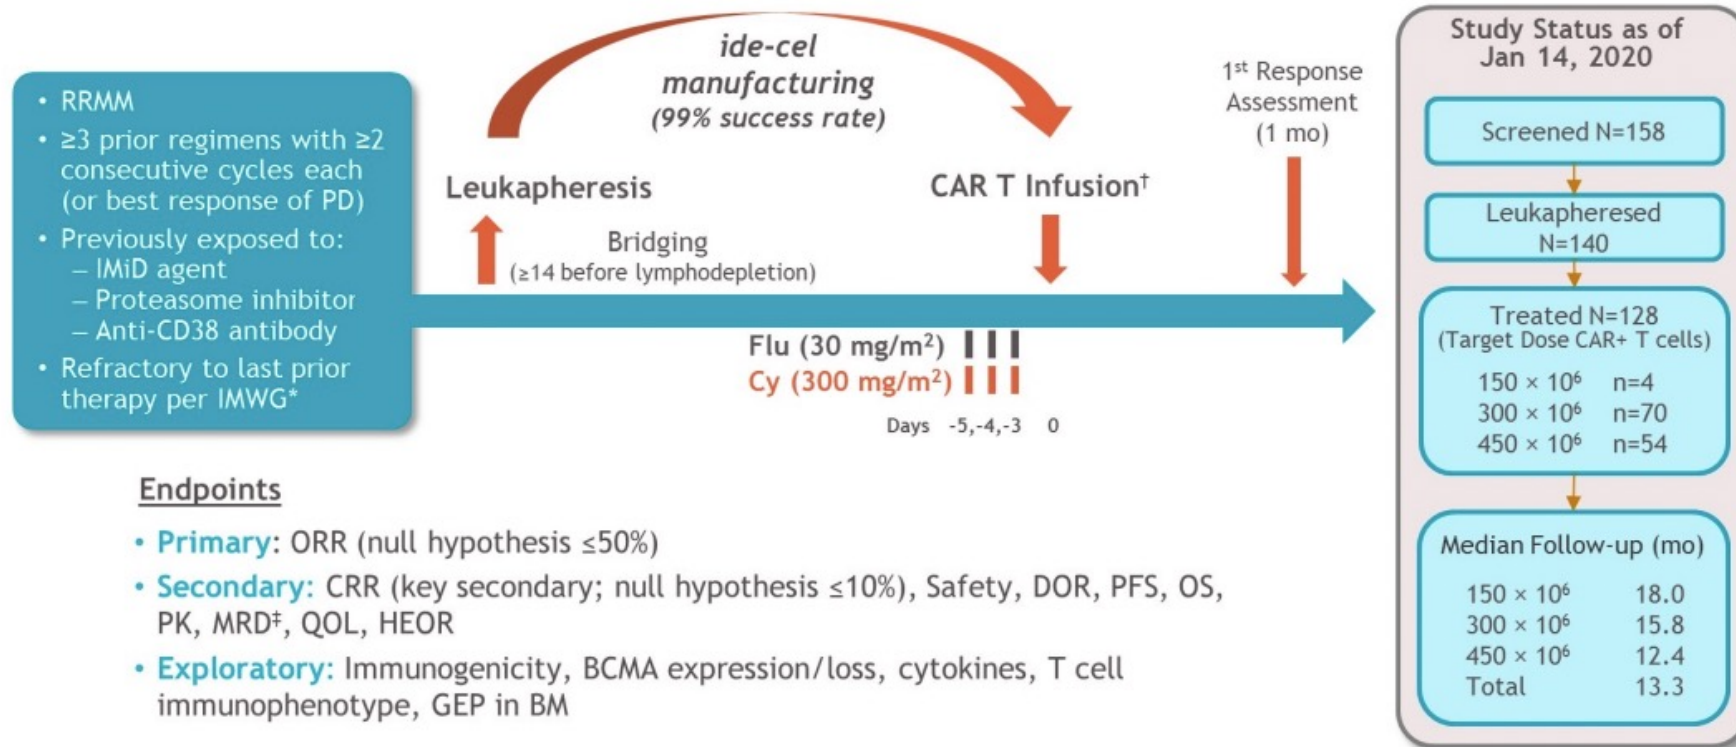 • RRMM
• ≥3 prior regimens with ≥2
consecutive cycles each
(or best response of PD)
• Previously exposed to:
– IMiD agent
– Proteasome inhibitor
– Anti-CD38 antibody
• Refractory to last prior
therapy per IMWG*
ide-cel
manufacturing
(99% success rate)
Leukapheresis
Bridging
(≥14 before lymphodepletion)
CAR T Infusion†
1st Response
Assessment
(1 mo)
Flu (30 mg/m²)
Cy (300 mg/m²)
Days -5,-4,-3 0
Endpoints
• Primary: ORR (null hypothesis ≤50%)
• Secondary: CRR (key secondary; null hypothesis ≤10%), Safety, DOR, PFS, OS,
PK, MRD‡, QOL, HEOR
• Exploratory: Immunogenicity, BCMA expression/loss, cytokines, T cell
immunophenotype, GEP in BM
Study Status as of
Jan 14, 2020
Screened N=158
Leukapheresed
N=140
Treated N=128
(Target Dose CAR+ T cells)
150 × 10⁶ n=4
300 × 10⁶ n=70
450 × 10⁶ n=54
Median Follow-up (mo)
150 × 10⁶ 18.0
300 × 10⁶ 15.8
450 × 10⁶ 12.4
Total 13.3